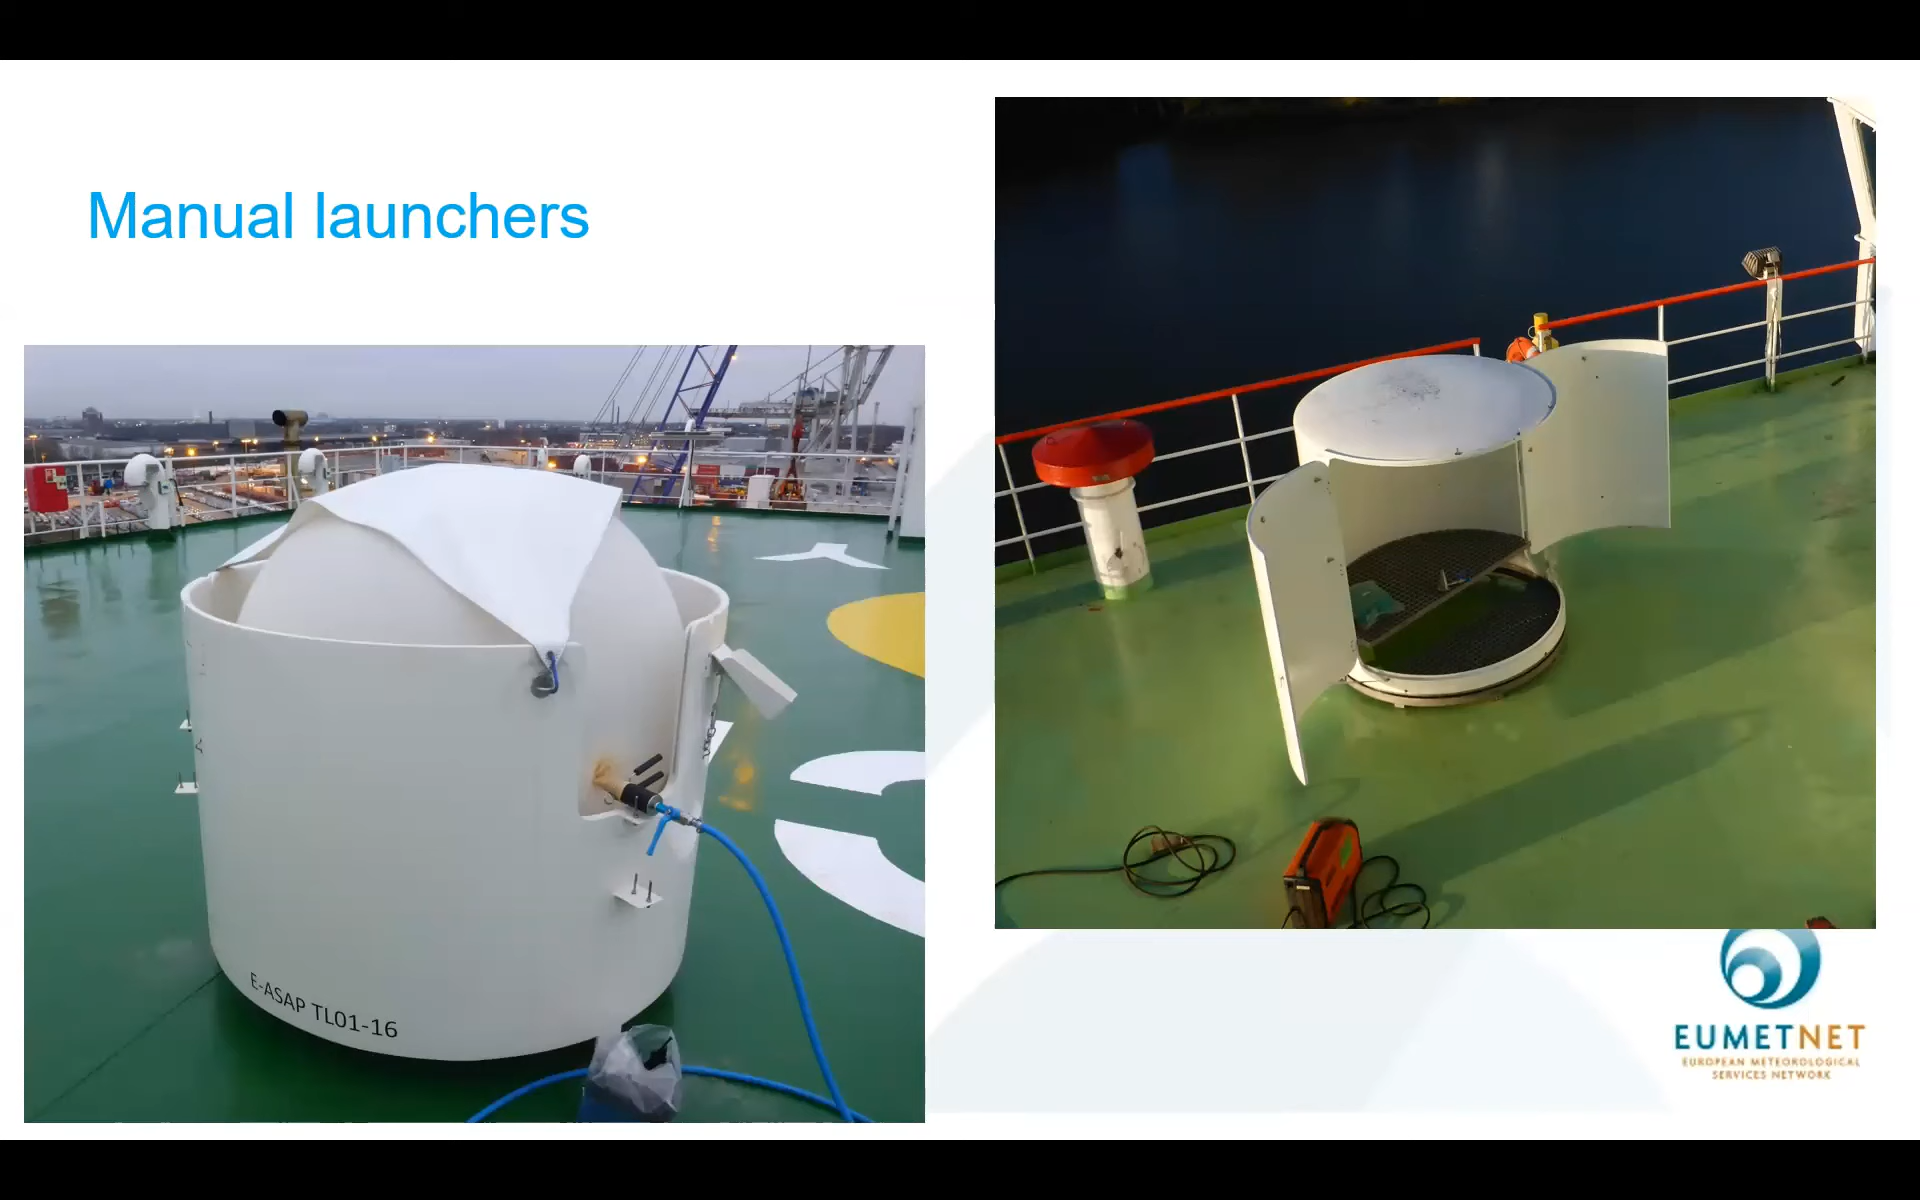 Manual launchers
E-ASAP TL01-16
EUMETNET
EUROPEAN METEOROLOGICAL
SERVICES NETWORK